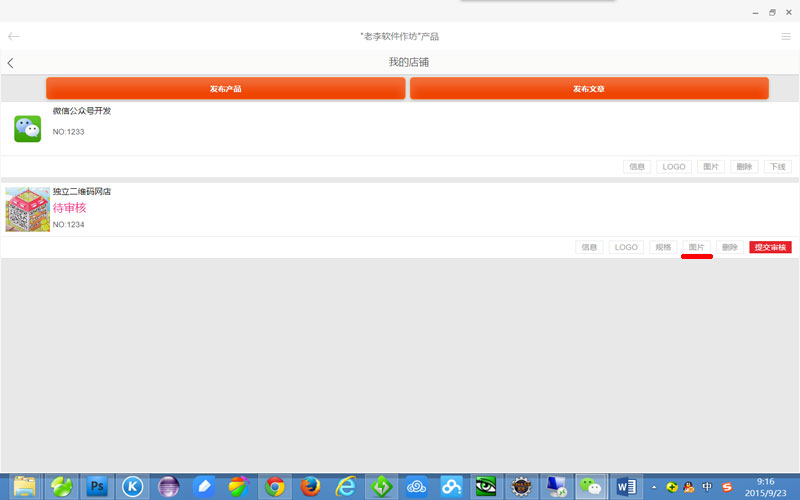 "老李软件作坊"产品
我的店铺
发布产品 发布文章
微信公众号开发
NO:1233
信息 LOGO 图片 删除 下线
独立二维码网店
待审核
NO:1234
信息 LOGO 规格 图片 删除 提交审核
Ps K W 中 S
9:16
2015/9/23